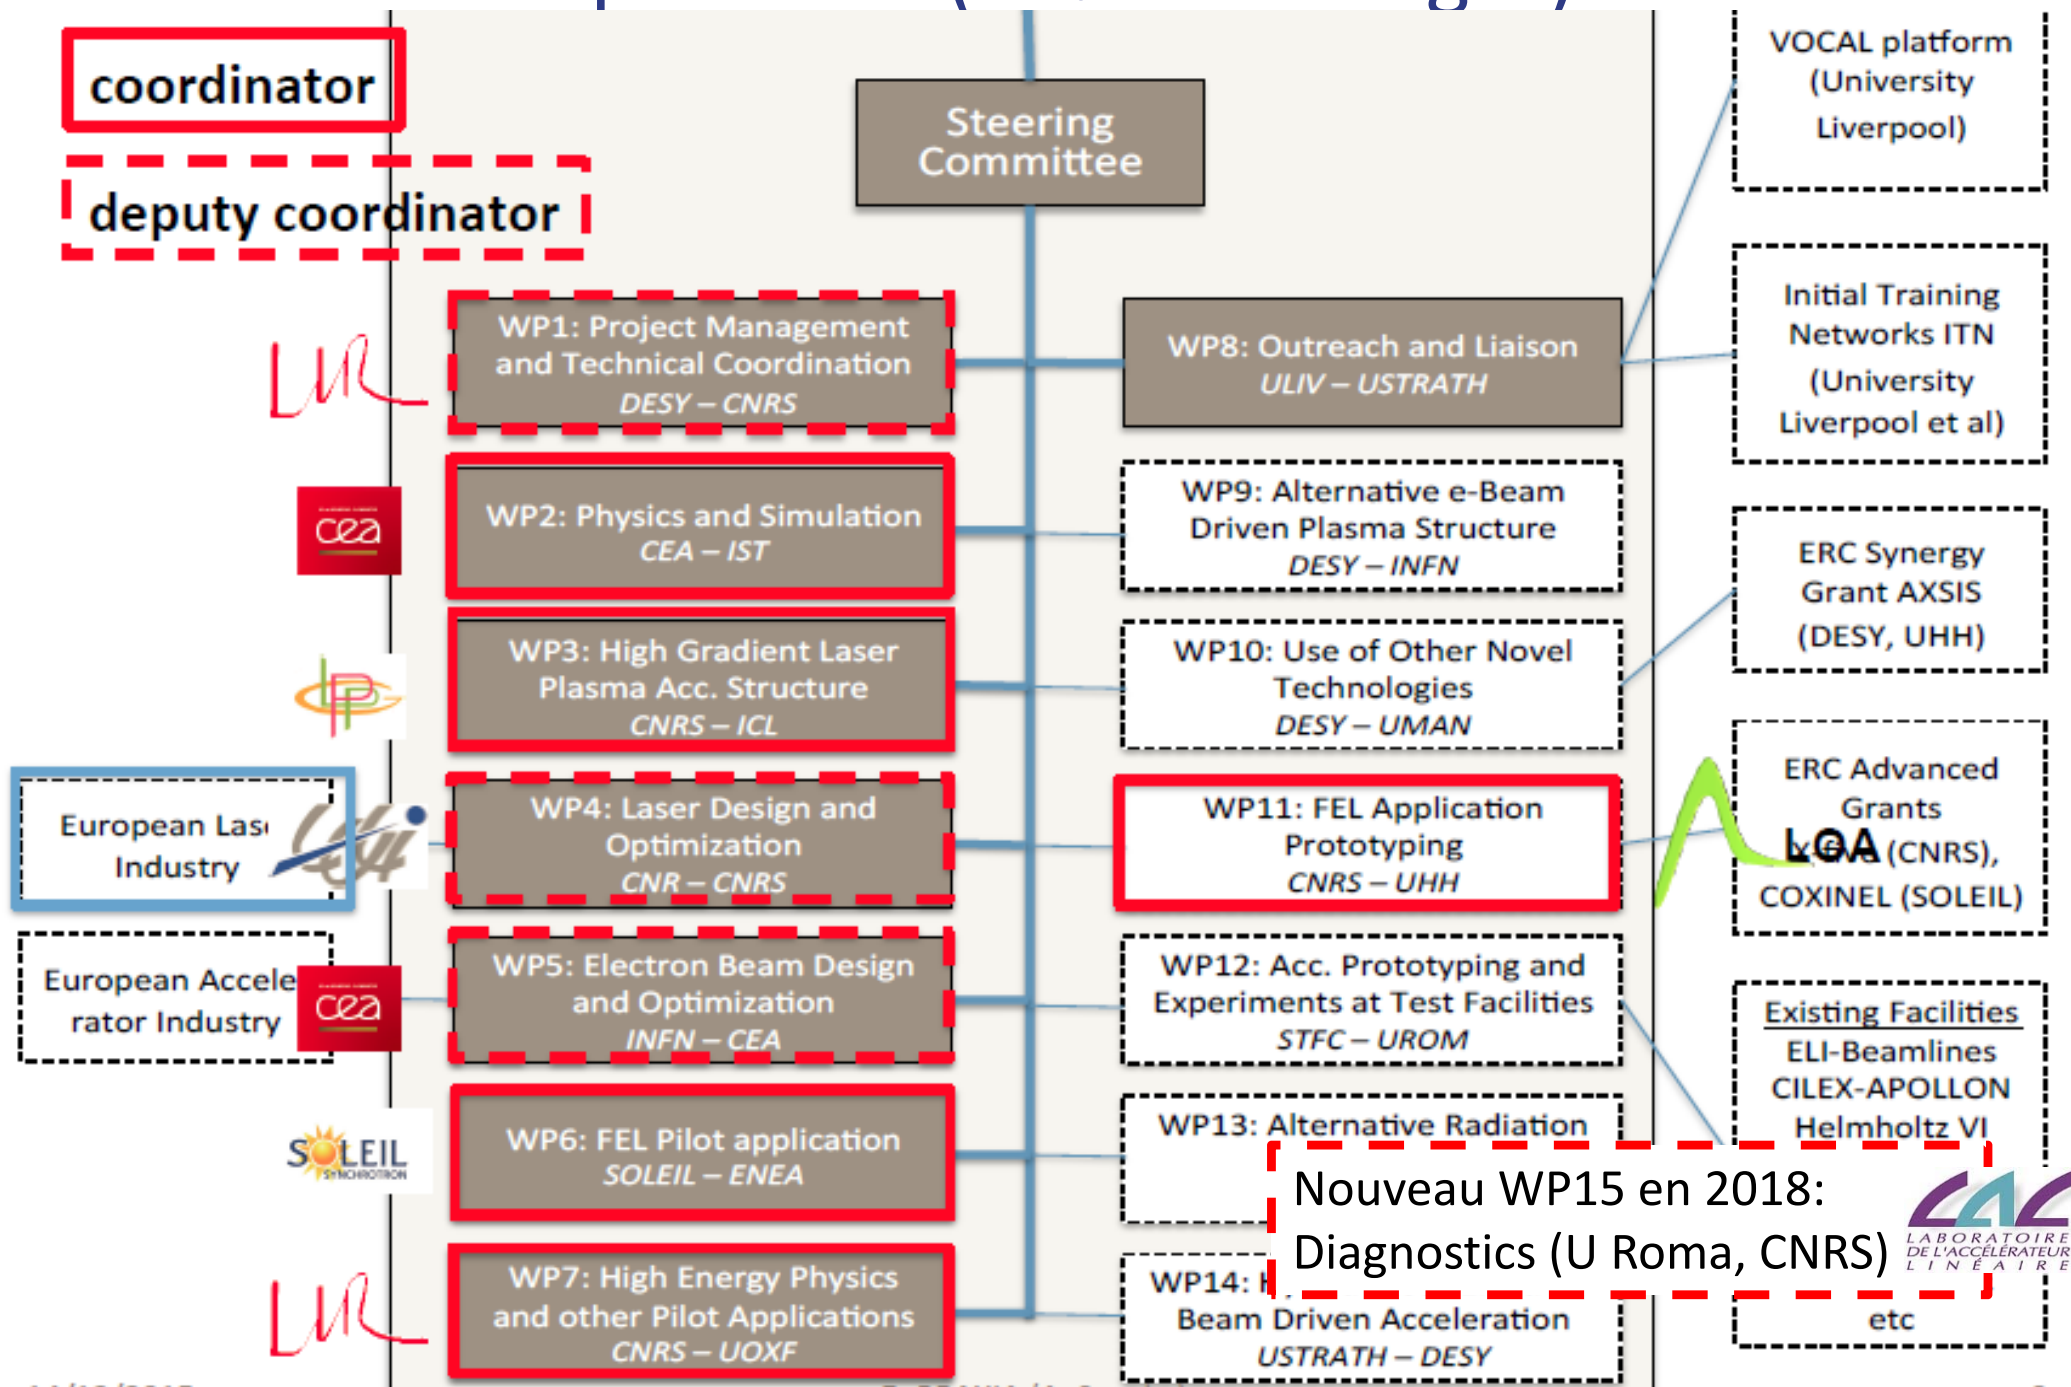 coordinator
deputy coordinator
Steering
Committee
WP1: Project Management
and Technical Coordination
DESY – CNRS
cea
WP2: Physics and Simulation
CEA – IST
WP3: High Gradient Laser
Plasma Acc. Structure
CNRS – ICL
European
Industry
WP4: Laser Design and
Optimization
CNR – CNRS
European Accele
rator Industry
cea
WP5: Electron Beam Design
and Optimization
INFN – CEA
SOLEIL
SYNCHROTRON
WP6: FEL Pilot application
SOLEIL – ENEA
WP7: High Energy Physics
and other Pilot Applications
CNRS – UOXF
WP8: Outreach and Liaison
ULIV – USTRATH
WP9: Alternative e-Beam
Driven Plasma Structure
DESY – INFN
WP10: Use of Other Novel
Technologies
DESY – UMAN
WP11: FEL Application
Prototyping
CNRS – UHH
WP12: Acc. Prototyping and
Experiments at Test Facilities
STFC – UROM
WP13: Alternative Radiation
Nouveau WP15 en 2018:
Diagnostics (U Roma, CNRS)
WP14:
Beam Driven Acceleration
USTRATH – DESY
VOCAL platform
(University
Liverpool)
Initial Training
Networks ITN
(University
Liverpool et al)
ERC Synergy
Grant AXSIS
(DESY, UHH)
ERC Advanced
Grants
LOA
(CNRS),
COXINEL (SOLEIL)
Existing Facilities
ELI-Beamlines
CILEX-APOLLON
Helmholtz VI
LABORATOIRE
DE L'ACCÉLÉRATEUR
LINÉAIRE
etc